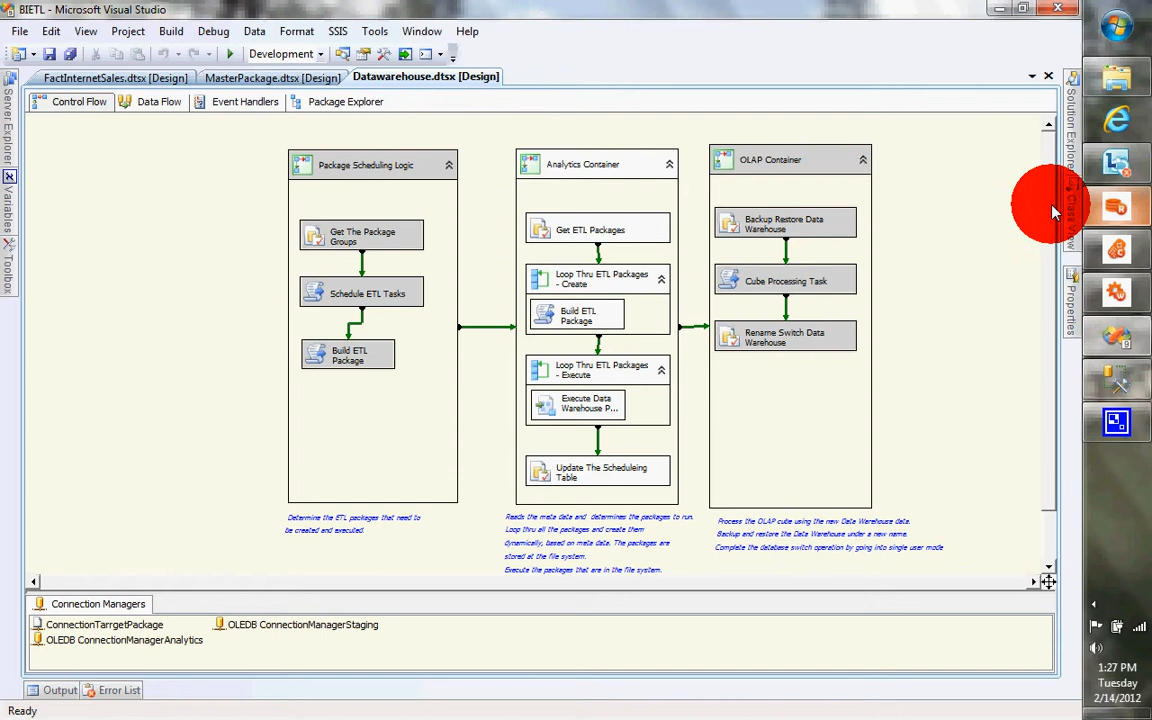 BIETL - Microsoft Visual Studio
File Edit View Project Build Debug Data Format SSIS Tools Window Help
Development
FactInternetSales.dtsx [Design] MasterPackage.dtsx [Design] Datawarehouse.dtsx [Design]
Control Flow Data Flow Event Handlers Package Explorer
Server Explorer
Variables
Toolbox
Package Scheduling Logic
Get The Package
Groups
Schedule ETL Tasks
Build ETL
Package
Determine the ETL packages that need to
be created and executed.
Analytics Container
Get ETL Packages
Loop Thru ETL Packages
- Create
Build ETL
Package
Loop Thru ETL Packages
- Execute
Execute Data
Warehouse P...
Update The Scheduleing
Table
Reads the meta data and determines the packages to run.
Loop thru all the packages and create them
dynamically, based on meta data. The packages are
stored at the file system.
Execute the packages that are in the file system.
OLAP Container
Backup Restore Data
Warehouse
Cube Processing Task
Rename Switch Data
Warehouse
Process the OLAP cube using the new Data Warehouse data.
Backup and restore the Data Warehouse under a new name.
Complete the database switch operation by going into single user mode
Solution Explorer
Class View
Properties
Connection Managers
ConnectionTarrgetPackage
OLEDB ConnectionManagerStaging
OLEDB ConnectionManagerAnalytics
Output Error List
Ready
1:27 PM
Tuesday
2/14/2012